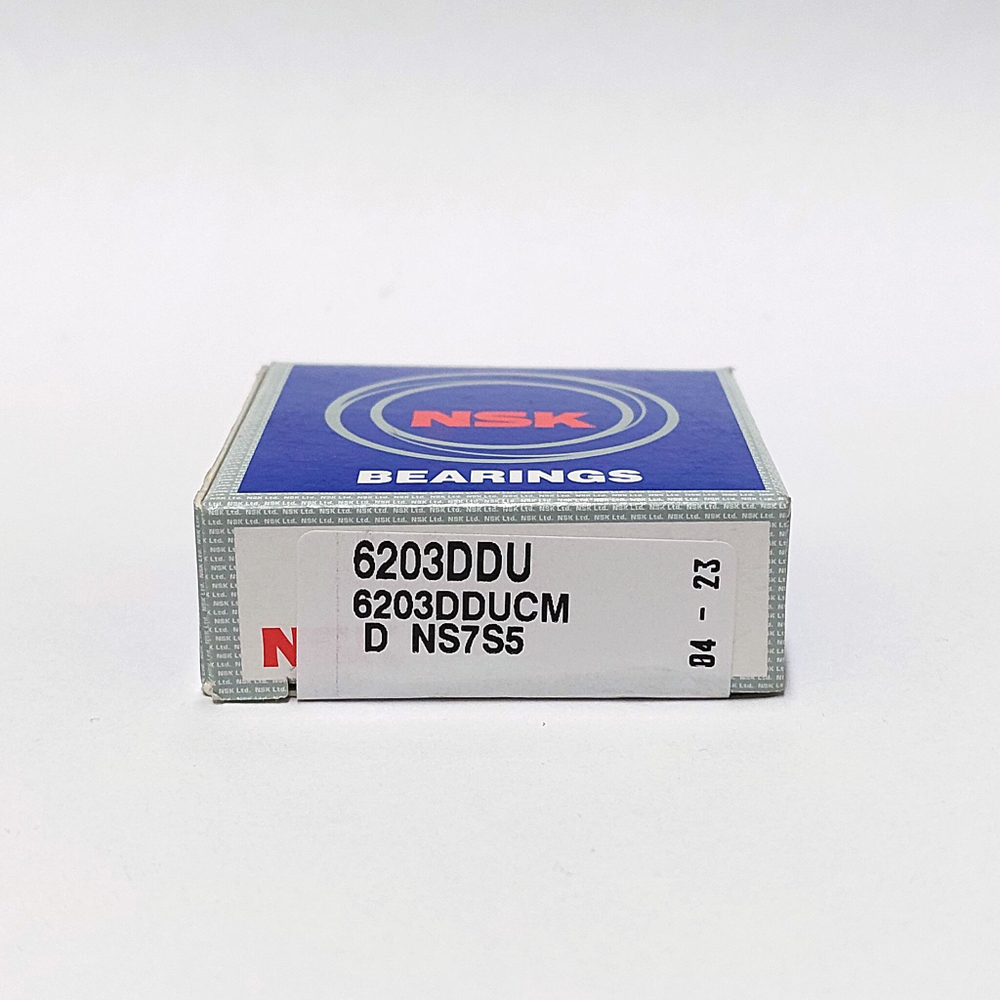 NSK
BEARINGS
6203DDU
6203DDUCM
D NS7S5
04 - 23
N